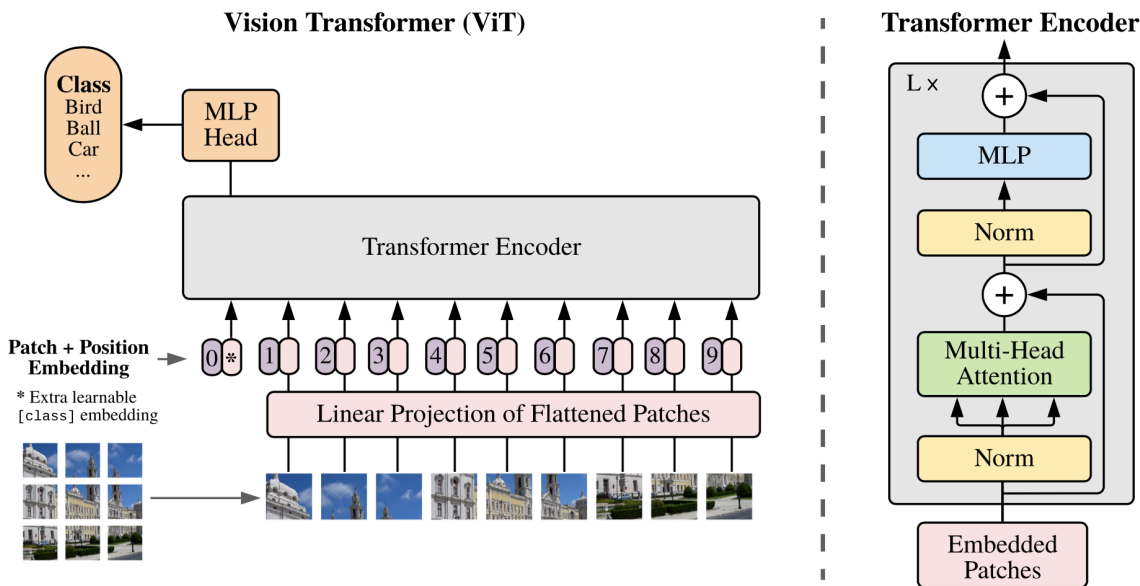 Vision Transformer (ViT)
Class
Bird
Ball
Car
...
MLP
Head
Transformer Encoder
Patch + Position
Embedding
0 * 1 2 3 4 5 6 7 8 9
* Extra learnable
[class] embedding
Linear Projection of Flattened Patches
Transformer Encoder
L x
+
MLP
Norm
+
Multi-Head
Attention
Norm
Embedded
Patches